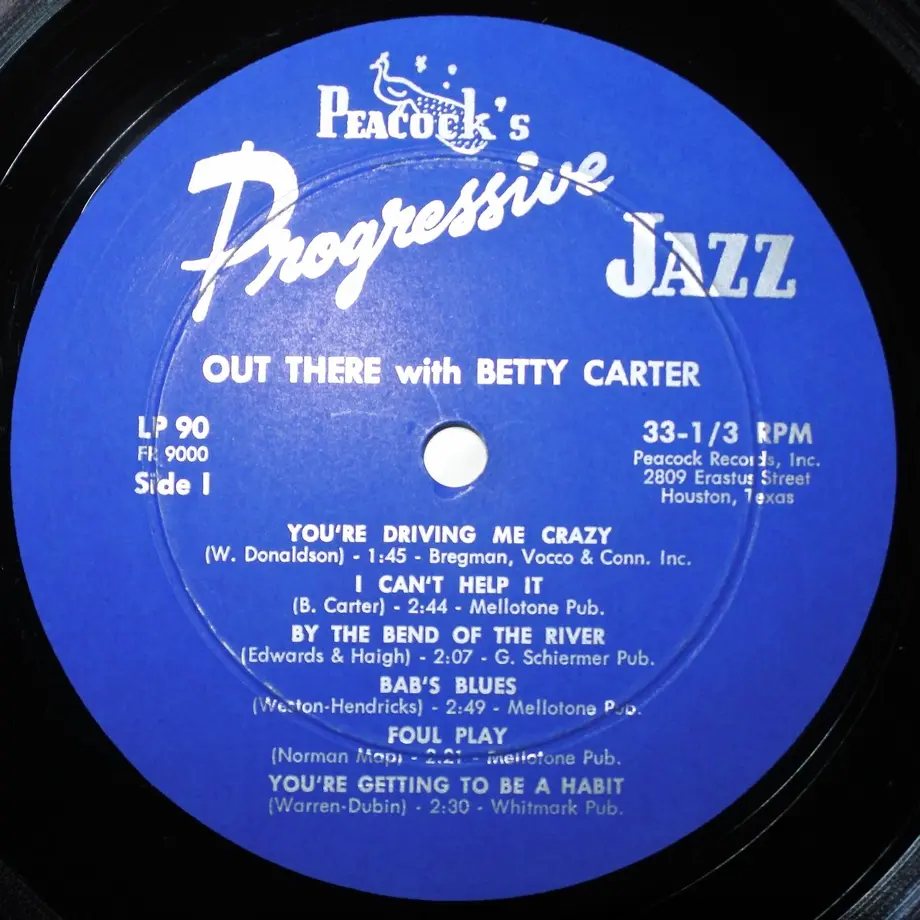 PEACOCK's
Progressive
JAZZ
OUT THERE with BETTY CARTER
LP 90
FR 9000
Side I
33-1/3 RPM
Peacock Records, Inc.
2809 Erastus Street
Houston, Texas
YOU'RE DRIVING ME CRAZY
(W. Donaldson) - 1:45 - Bregman, Vocco & Conn. Inc.
I CAN'T HELP IT
(B. Carter) - 2:44 - Mellotone Pub.
BY THE BEND OF THE RIVER
(Edwards & Haigh) - 2:07 - G. Schiermer Pub.
BAB'S BLUES
(Weston-Hendricks) - 2:49 - Mellotone Pub.
FOUL PLAY
(Norman Map) - 2:21 - Mellotone Pub.
YOU'RE GETTING TO BE A HABIT
(Warren-Dubin) - 2:30 - Whitmark Pub.